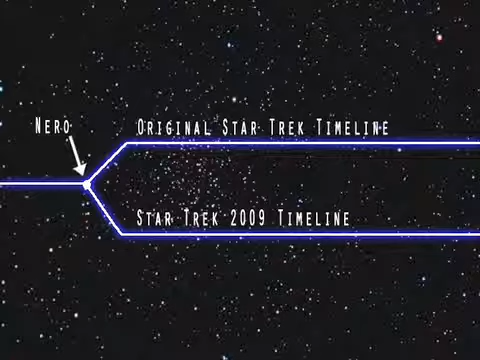 Nero
Original Star Trek Timeline
Star Trek 2009 Timeline